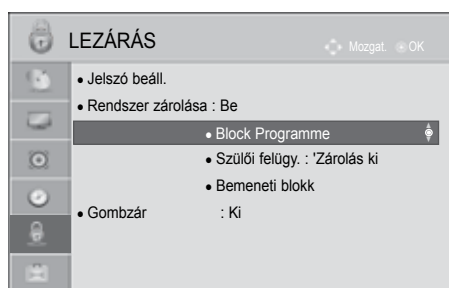 LEZÁRÁS
Mozgat. OK
• Jelszó beáll.
• Rendszer zárolása : Be
• Block Programme
• Szülői felügy. : 'Zárolás ki
• Bemeneti blokk
• Gombzár : Ki